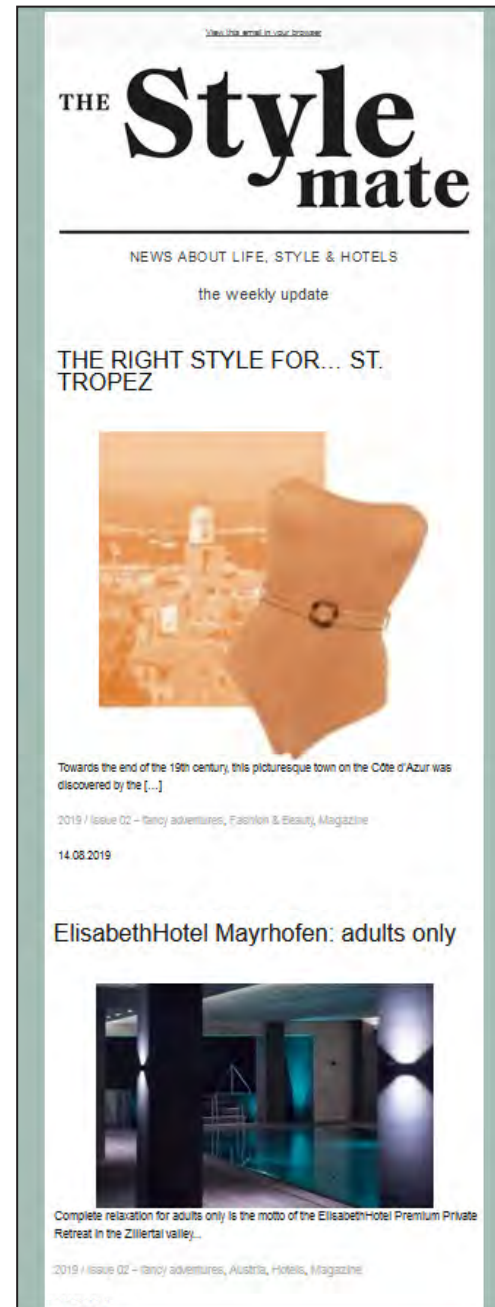 View this email in your browser
THE Style
mate
NEWS ABOUT LIFE, STYLE & HOTELS
the weekly update
THE RIGHT STYLE FOR… ST.
TROPEZ
Towards the end of the 19th century, this picturesque town on the Côte d'Azur was
discovered by the […]
2019 / Issue 02 – fancy adventures, Fashion & Beauty, Magazine
14.08.2019
ElisabethHotel Mayrhofen: adults only
Complete relaxation for adults only is the motto of the ElisabethHotel Premium Private
Retreat in the Zillertal valley...
2019 / Issue 02 – fancy adventures, Austria, Hotels, Magazine